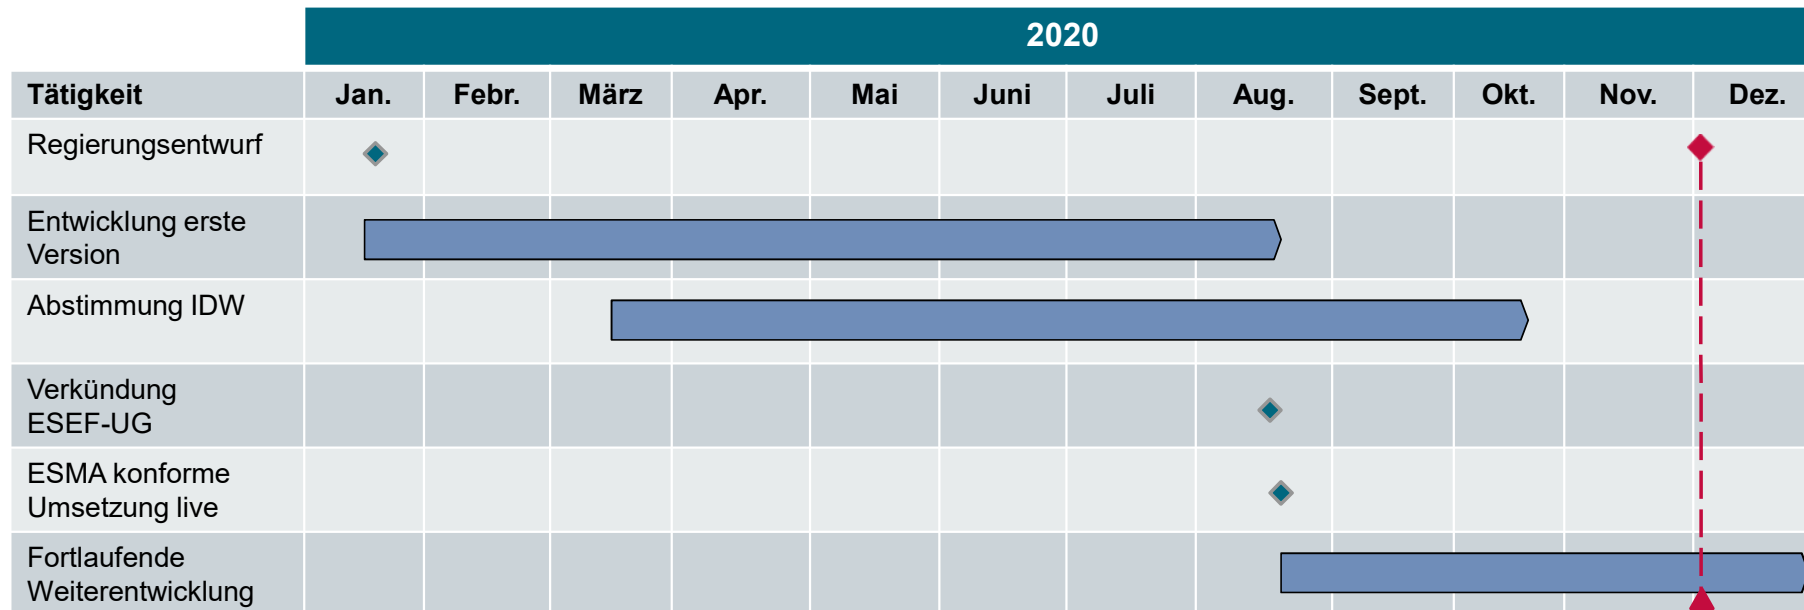 2020
Tätigkeit Jan. Febr. März Apr. Mai Juni Juli Aug. Sept. Okt. Nov. Dez.
Regierungsentwurf
Entwicklung erste
Version
Abstimmung IDW
Verkündung
ESEF-UG
ESMA konforme
Umsetzung live
Fortlaufende
Weiterentwicklung